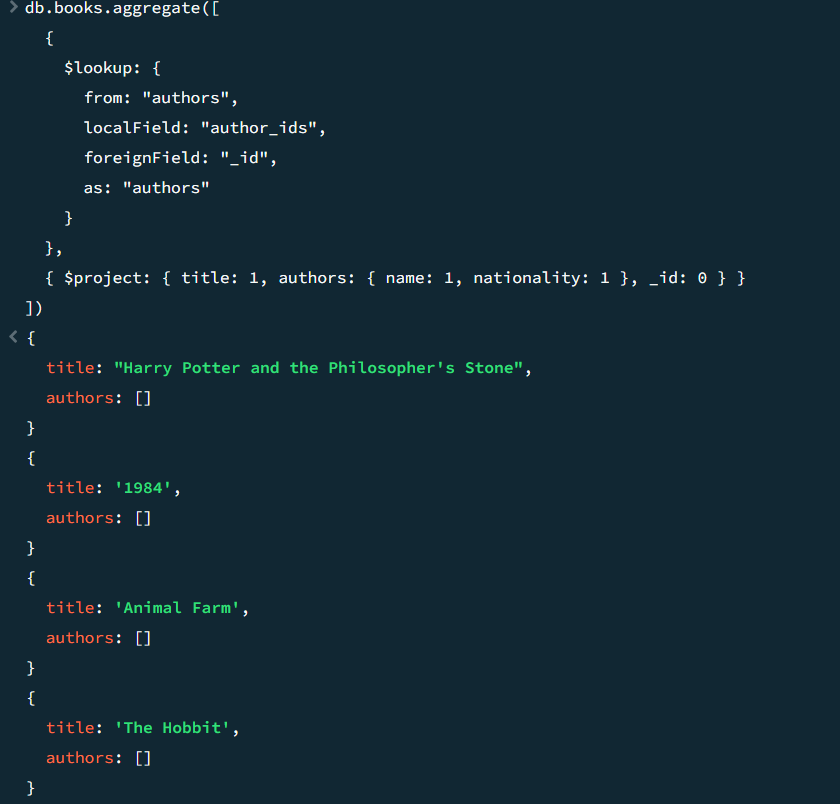 > db.books.aggregate([
{
$lookup: {
from: "authors",
localField: "author_ids",
foreignField: "_id",
as: "authors"
}
},
{ $project: { title: 1, authors: { name: 1, nationality: 1 }, _id: 0 } }
])
< {
title: "Harry Potter and the Philosopher's Stone",
authors: []
}
{
title: '1984',
authors: []
}
{
title: 'Animal Farm',
authors: []
}
{
title: 'The Hobbit',
authors: []
}